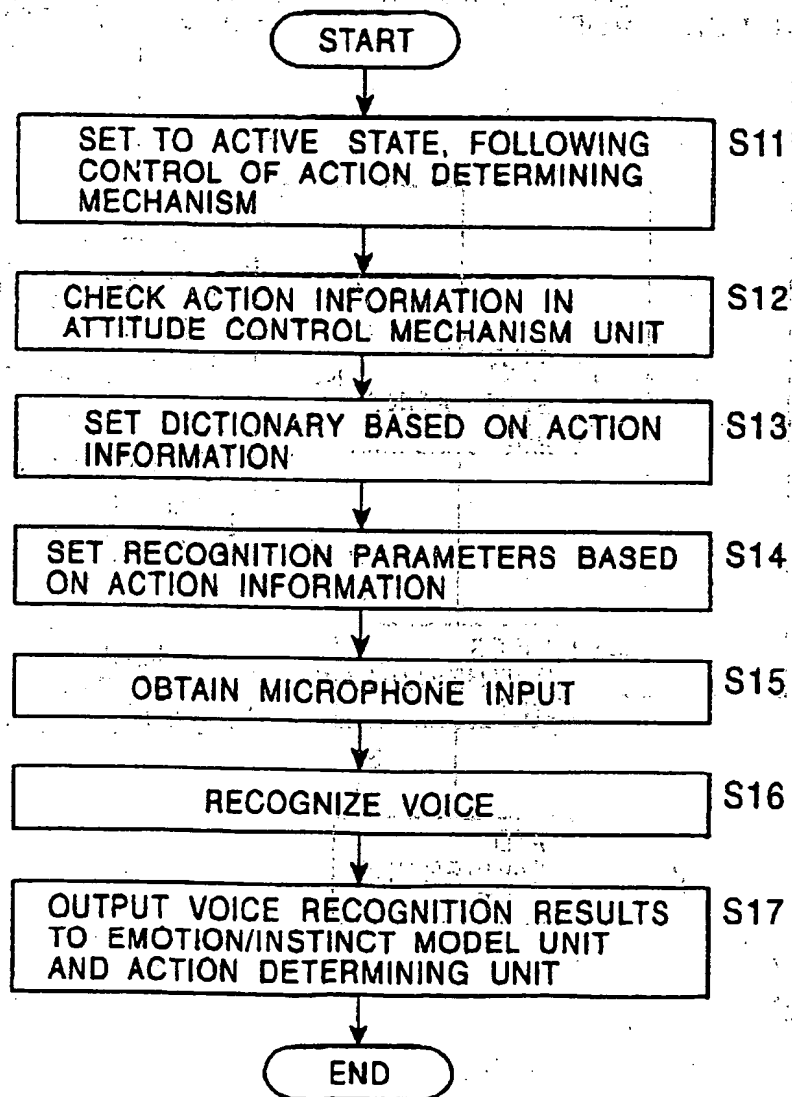 START
SET TO ACTIVE STATE, FOLLOWING
CONTROL OF ACTION DETERMINING
MECHANISM
S11
CHECK ACTION INFORMATION IN
ATTITUDE CONTROL MECHANISM UNIT
S12
SET DICTIONARY BASED ON ACTION
INFORMATION
S13
SET RECOGNITION PARAMETERS BASED
ON ACTION INFORMATION
S14
OBTAIN MICROPHONE INPUT
S15
RECOGNIZE VOICE
S16
OUTPUT VOICE RECOGNITION RESULTS
TO EMOTION/INSTINCT MODEL UNIT
AND ACTION DETERMINING UNIT
S17
END